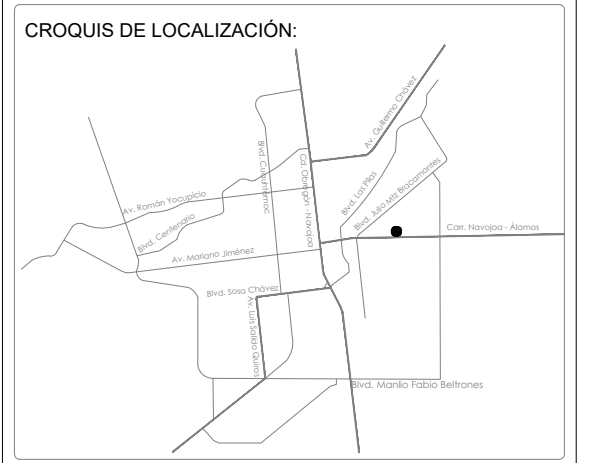 CROQUIS DE LOCALIZACIÓN:
Av. Guillermo Chávez
Blvd. Cuauhtemoc
Cd. Obregón - Navojoa
Blvd. Las Pilas
Blvd. Julio Mtz Bracamontes
Av. Román Yocupicio
Blvd. Centenario
Carr. Navojoa - Álamos
Av. Mariano Jiménez
Blvd. Sosa Chávez
Av. Luis Salido Quiros
Blvd. Manlio Fabio Beltrones